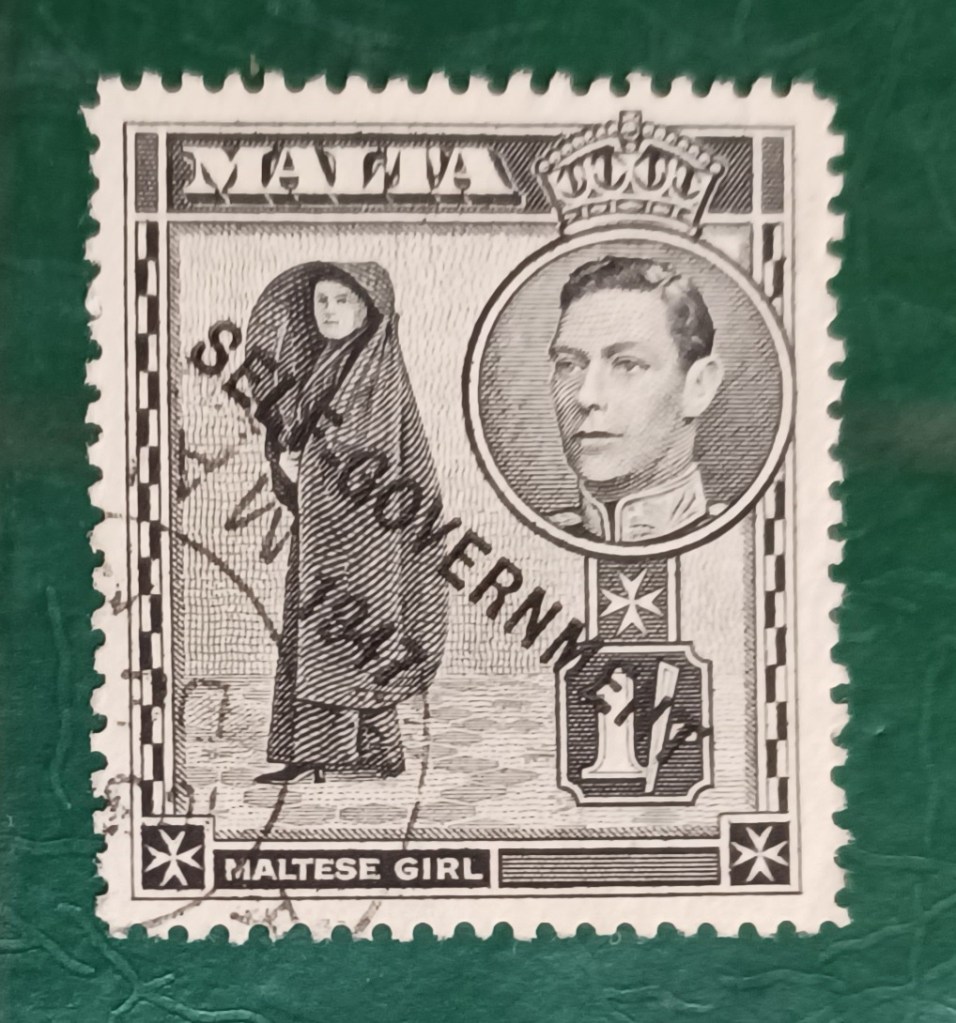 MALTA
SELF-GOVERNMENT
1947
1/-
MALTESE GIRL